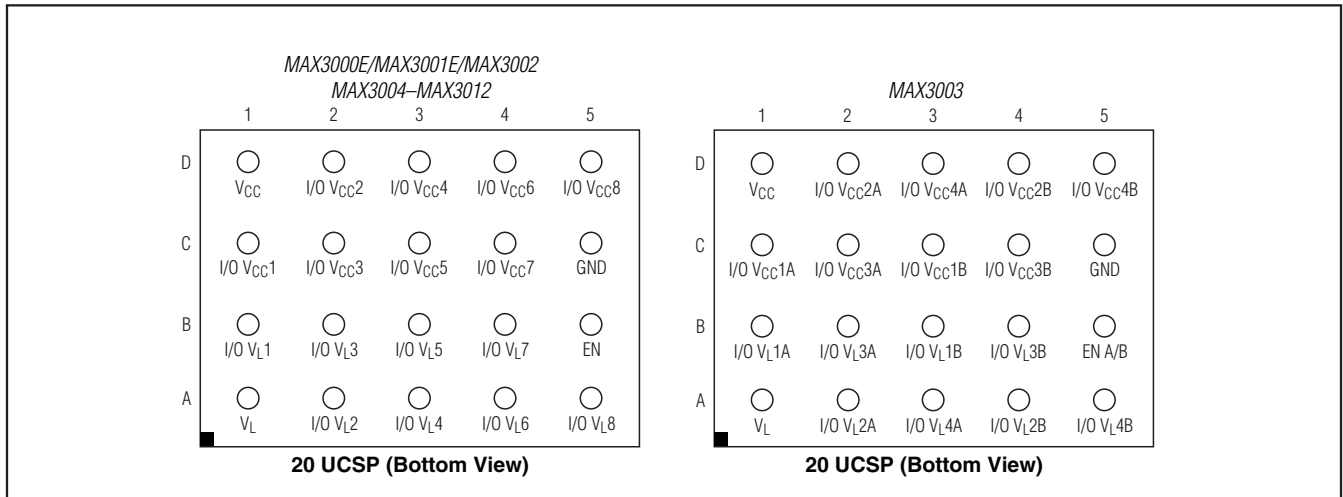 MAX3000E/MAX3001E/MAX3002
MAX3004–MAX3012
1 2 3 4 5
D
VCC I/O VCC2 I/O VCC4 I/O VCC6 I/O VCC8
C
I/O VCC1 I/O VCC3 I/O VCC5 I/O VCC7 GND
B
I/O VL1 I/O VL3 I/O VL5 I/O VL7 EN
A
VL I/O VL2 I/O VL4 I/O VL6 I/O VL8
20 UCSP (Bottom View)
MAX3003
1 2 3 4 5
D
VCC I/O VCC2A I/O VCC4A I/O VCC2B I/O VCC4B
C
I/O VCC1A I/O VCC3A I/O VCC1B I/O VCC3B GND
B
I/O VL1A I/O VL3A I/O VL1B I/O VL3B EN A/B
A
VL I/O VL2A I/O VL4A I/O VL2B I/O VL4B
20 UCSP (Bottom View)